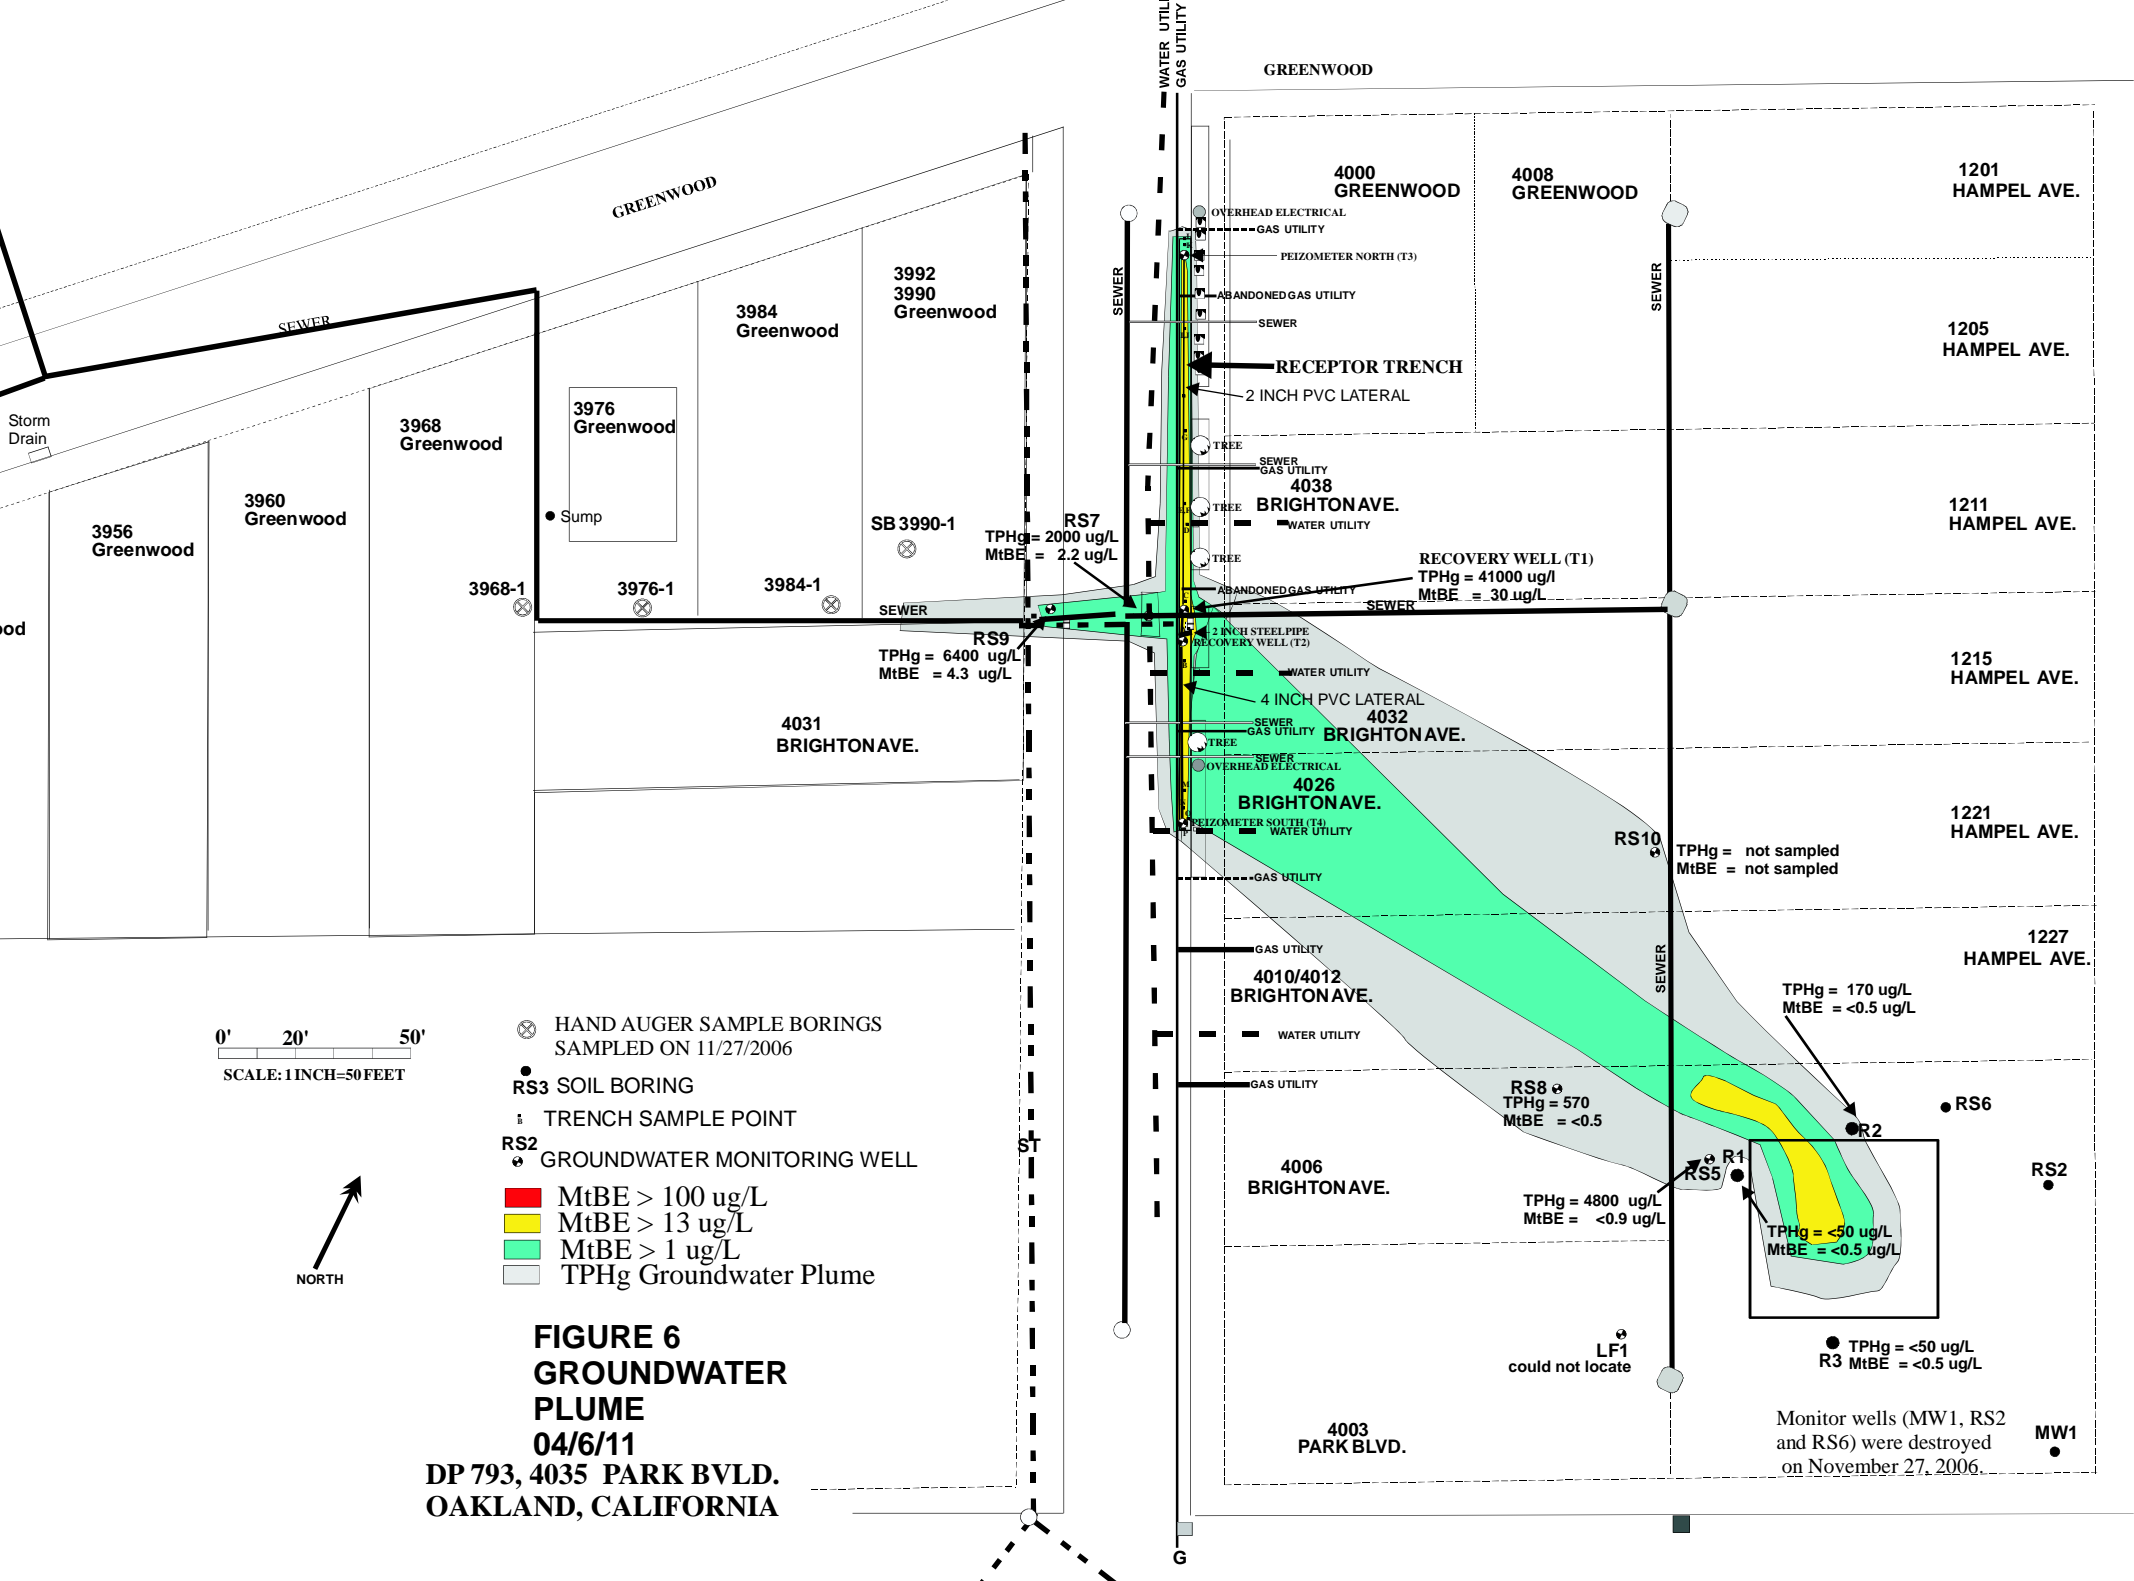 WATER UTILI
GAS UTILITY
GREENWOOD
GREENWOOD
4000
GREENWOOD
4008
GREENWOOD
1201
HAMPEL AVE.
OVERHEAD ELECTRICAL
GAS UTILITY
PEIZOMETER NORTH (T3)
SEWER
SEWER
ABANDONED GAS UTILITY
SEWER
3992
3990
Greenwood
3984
Greenwood
SEWER
1205
HAMPEL AVE.
RECEPTOR TRENCH
2 INCH PVC LATERAL
Storm
Drain
3976
Greenwood
3968
Greenwood
TREE
SEWER
GAS UTILITY
4038
BRIGHTON AVE.
TREE
WATER UTILITY
1211
HAMPEL AVE.
3960
Greenwood
3956
Greenwood
Sump
SB 3990-1
RS7
TPHg = 2000 ug/L
MtBE = 2.2 ug/L
TREE
RECOVERY WELL (T1)
TPHg = 41000 ug/l
MtBE = 30 ug/L
3968-1
3976-1
3984-1
ABANDONED GAS UTILITY
SEWER
SEWER
ood
2 INCH STEEL PIPE
RECOVERY WELL (T2)
RS9
TPHg = 6400 ug/L
MtBE = 4.3 ug/L
WATER UTILITY
1215
HAMPEL AVE.
4 INCH PVC LATERAL
4032
BRIGHTON AVE.
SEWER
GAS UTILITY
4031
BRIGHTON AVE.
TREE
SEWER
OVERHEAD ELECTRICAL
4026
BRIGHTON AVE.
PEIZOMETER SOUTH (T4)
WATER UTILITY
1221
HAMPEL AVE.
RS10
TPHg = not sampled
MtBE = not sampled
GAS UTILITY
1227
HAMPEL AVE.
GAS UTILITY
SEWER
4010/4012
BRIGHTON AVE.
TPHg = 170 ug/L
MtBE = <0.5 ug/L
WATER UTILITY
0' 20' 50'
SCALE: 1 INCH=50 FEET
HAND AUGER SAMPLE BORINGS
SAMPLED ON 11/27/2006
RS3 SOIL BORING
B TRENCH SAMPLE POINT
RS2
GROUNDWATER MONITORING WELL
MtBE > 100 ug/L
MtBE > 13 ug/L
MtBE > 1 ug/L
TPHg Groundwater Plume
NORTH
ST
GAS UTILITY
RS8
TPHg = 570
MtBE = <0.5
RS6
R2
R1
RS5
4006
BRIGHTON AVE.
RS2
TPHg = 4800 ug/L
MtBE = <0.9 ug/L
TPHg = <50 ug/L
MtBE = <0.5 ug/L
LF1
could not locate
R3
TPHg = <50 ug/L
MtBE = <0.5 ug/L
4003
PARK BLVD.
Monitor wells (MW1, RS2
and RS6) were destroyed
on November 27, 2006.
MW1
FIGURE 6
GROUNDWATER
PLUME
04/6/11
DP 793, 4035 PARK BVLD.
OAKLAND, CALIFORNIA
G